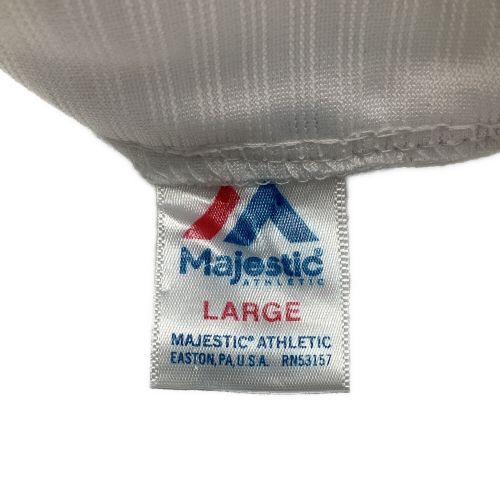 Majestic®
ATHLETIC
LARGE
MAJESTIC® ATHLETIC
EASTON, PA, U.S.A. RN53157